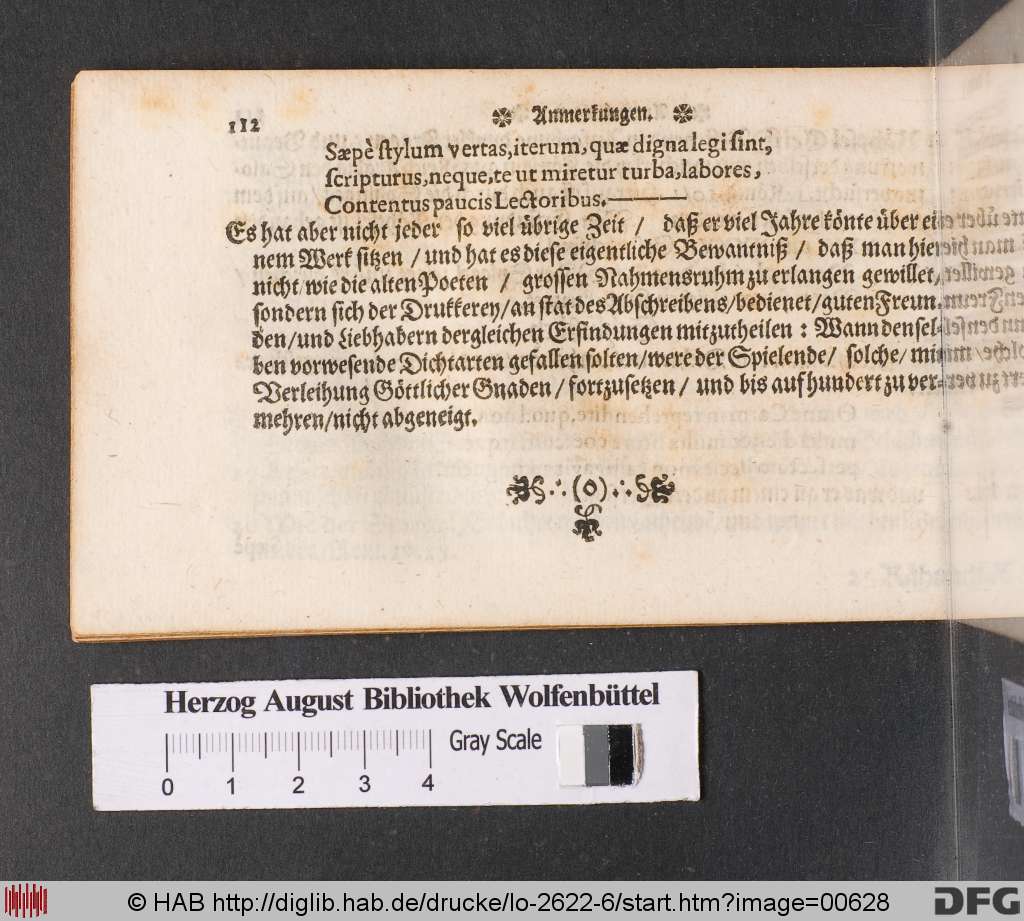 112
Anmerkungen.
Sæpè stylum vertas, iterum, quæ digna legi sint,
scripturus, neque, te ut miretur turba, labores,
Contentus paucis Lectoribus.———
Es hat aber nicht jeder so viel übrige Zeit / daß er viel Jahre könte über ei-
nem Werk sitzen / und hat es diese eigentliche Bewantniß / daß man hier
nicht / wie die alten Poeten / grossen Nahmensruhm zu erlangen gewillet,
sondern sich der Drukkerey / an stat des Abschreibens / bedienet / guten Freun-
den / und Liebhabern dergleichen Erfindungen mitzutheilen : Wann densel-
ben vorwesende Dichtarten gefallen solten / were der Spielende / solche / mit
Verleihung Göttlicher Gnaden / fortzusetzen / und bis auf hundert zu ver-
mehren / nicht abgeneigt.
(o)
Herzog August Bibliothek Wolfenbüttel
Gray Scale
0 1 2 3 4
© HAB http://diglib.hab.de/drucke/lo-2622-6/start.htm?image=00628
DFG